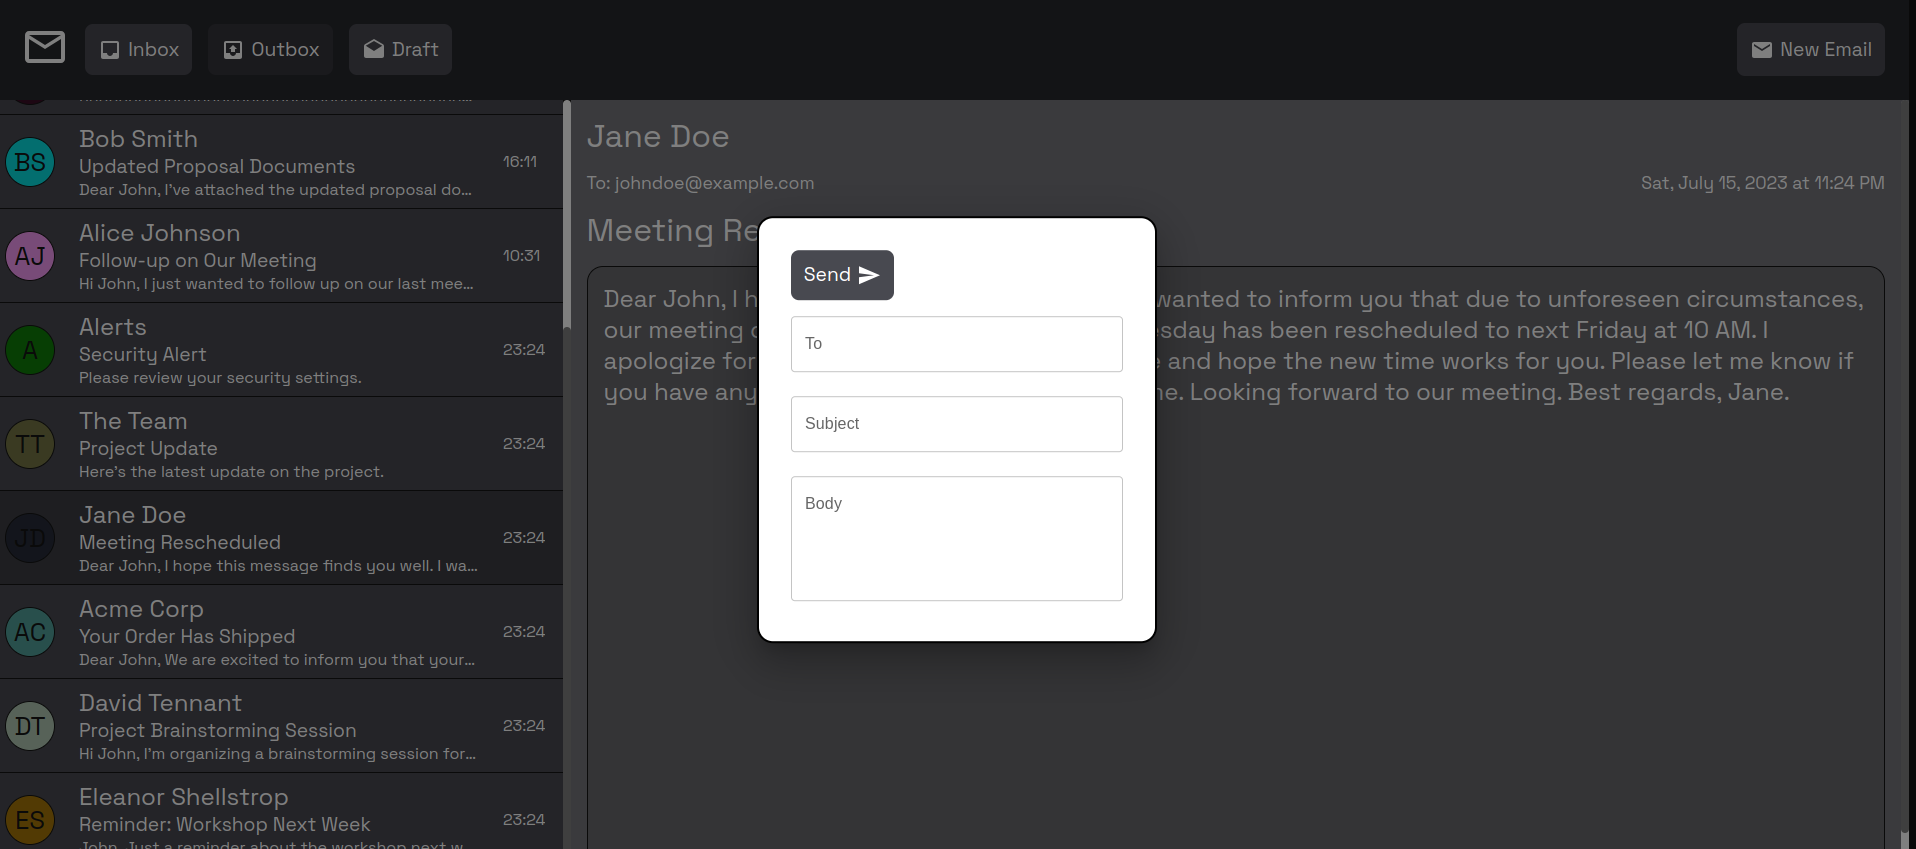 Inbox
Outbox
Draft
New Email
BS
Bob Smith
Updated Proposal Documents
Dear John, I've attached the updated proposal do...
16:11
AJ
Alice Johnson
Follow-up on Our Meeting
Hi John, I just wanted to follow up on our last mee...
10:31
A
Alerts
Security Alert
Please review your security settings.
23:24
TT
The Team
Project Update
Here's the latest update on the project.
23:24
JD
Jane Doe
Meeting Rescheduled
Dear John, I hope this message finds you well. I wa...
23:24
AC
Acme Corp
Your Order Has Shipped
Dear John, We are excited to inform you that your...
23:24
DT
David Tennant
Project Brainstorming Session
Hi John, I'm organizing a brainstorming session for...
23:24
ES
Eleanor Shellstrop
Reminder: Workshop Next Week
John, Just a reminder about the workshop next w
23:24
Jane Doe
To: johndoe@example.com
Sat, July 15, 2023 at 11:24 PM
Meeting Re
Dear John, I h wanted to inform you that due to unforeseen circumstances,
our meeting sday has been rescheduled to next Friday at 10 AM. I
apologize for and hope the new time works for you. Please let me know if
you have any e. Looking forward to our meeting. Best regards, Jane.
Send
To
Subject
Body